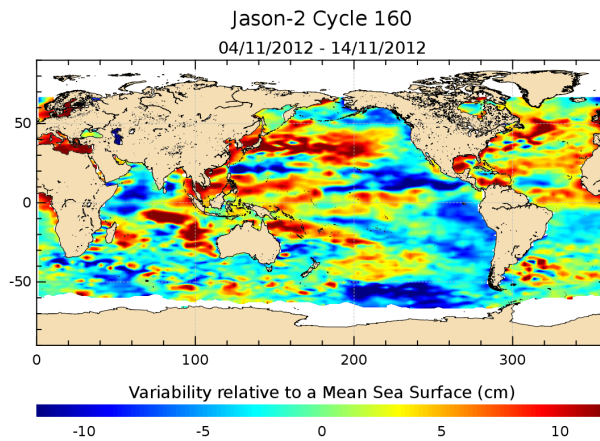 Jason-2 Cycle 160
04/11/2012 - 14/11/2012
50
0
-50
0 100 200 300
Variability relative to a Mean Sea Surface (cm)
-10 -5 0 5 10